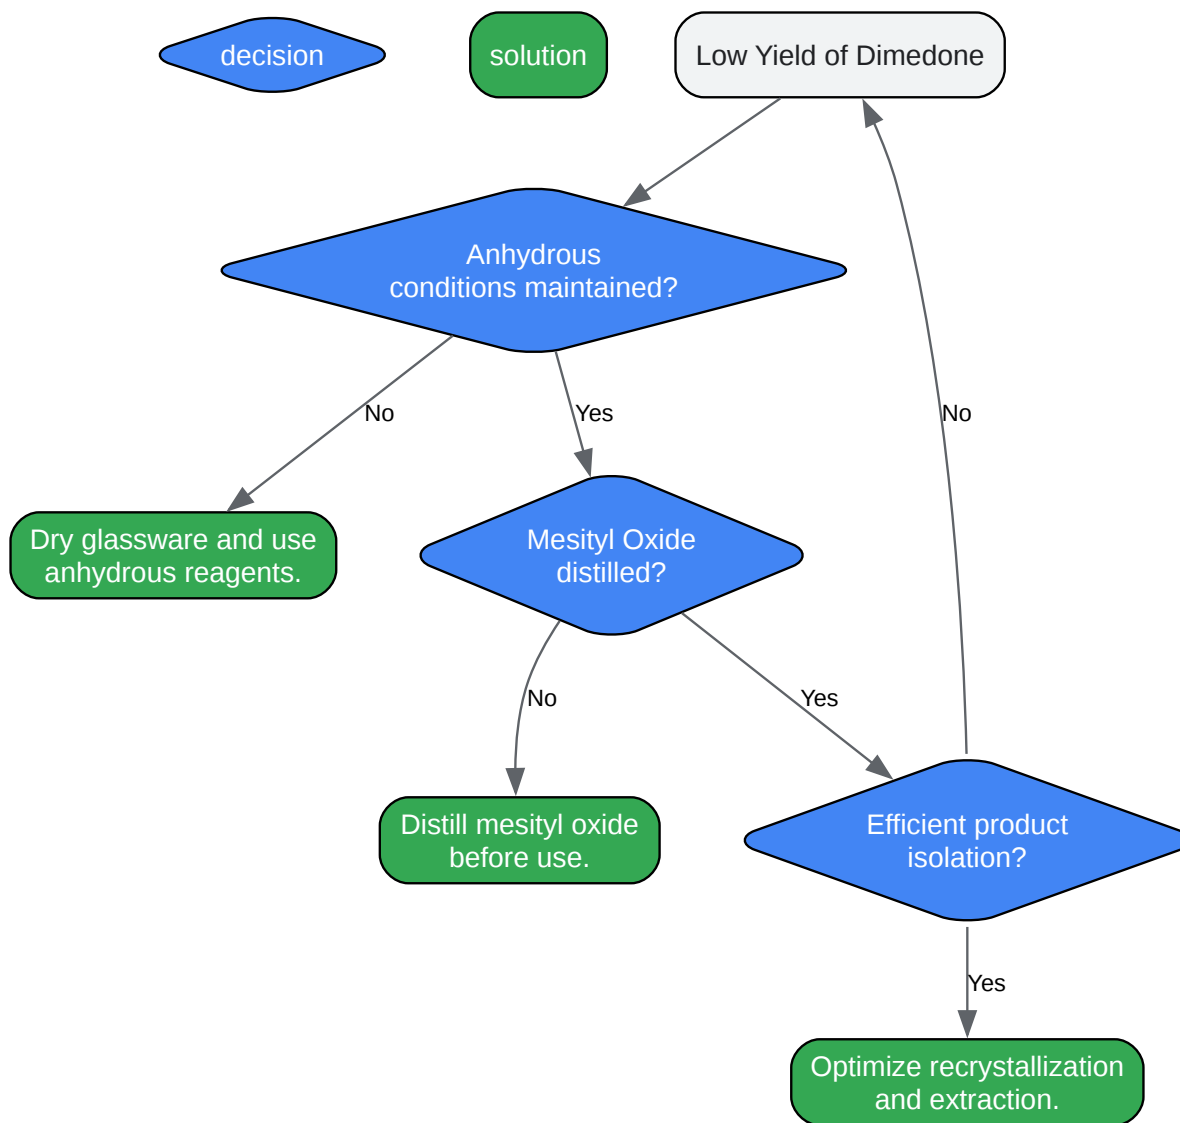 decision
solution
Low Yield of Dimedone
Anhydrous
conditions maintained?
No
Yes
No
Dry glassware and use
anhydrous reagents.
Mesityl Oxide
distilled?
No
Yes
Distill mesityl oxide
before use.
Efficient product
isolation?
Yes
Optimize recrystallization
and extraction.